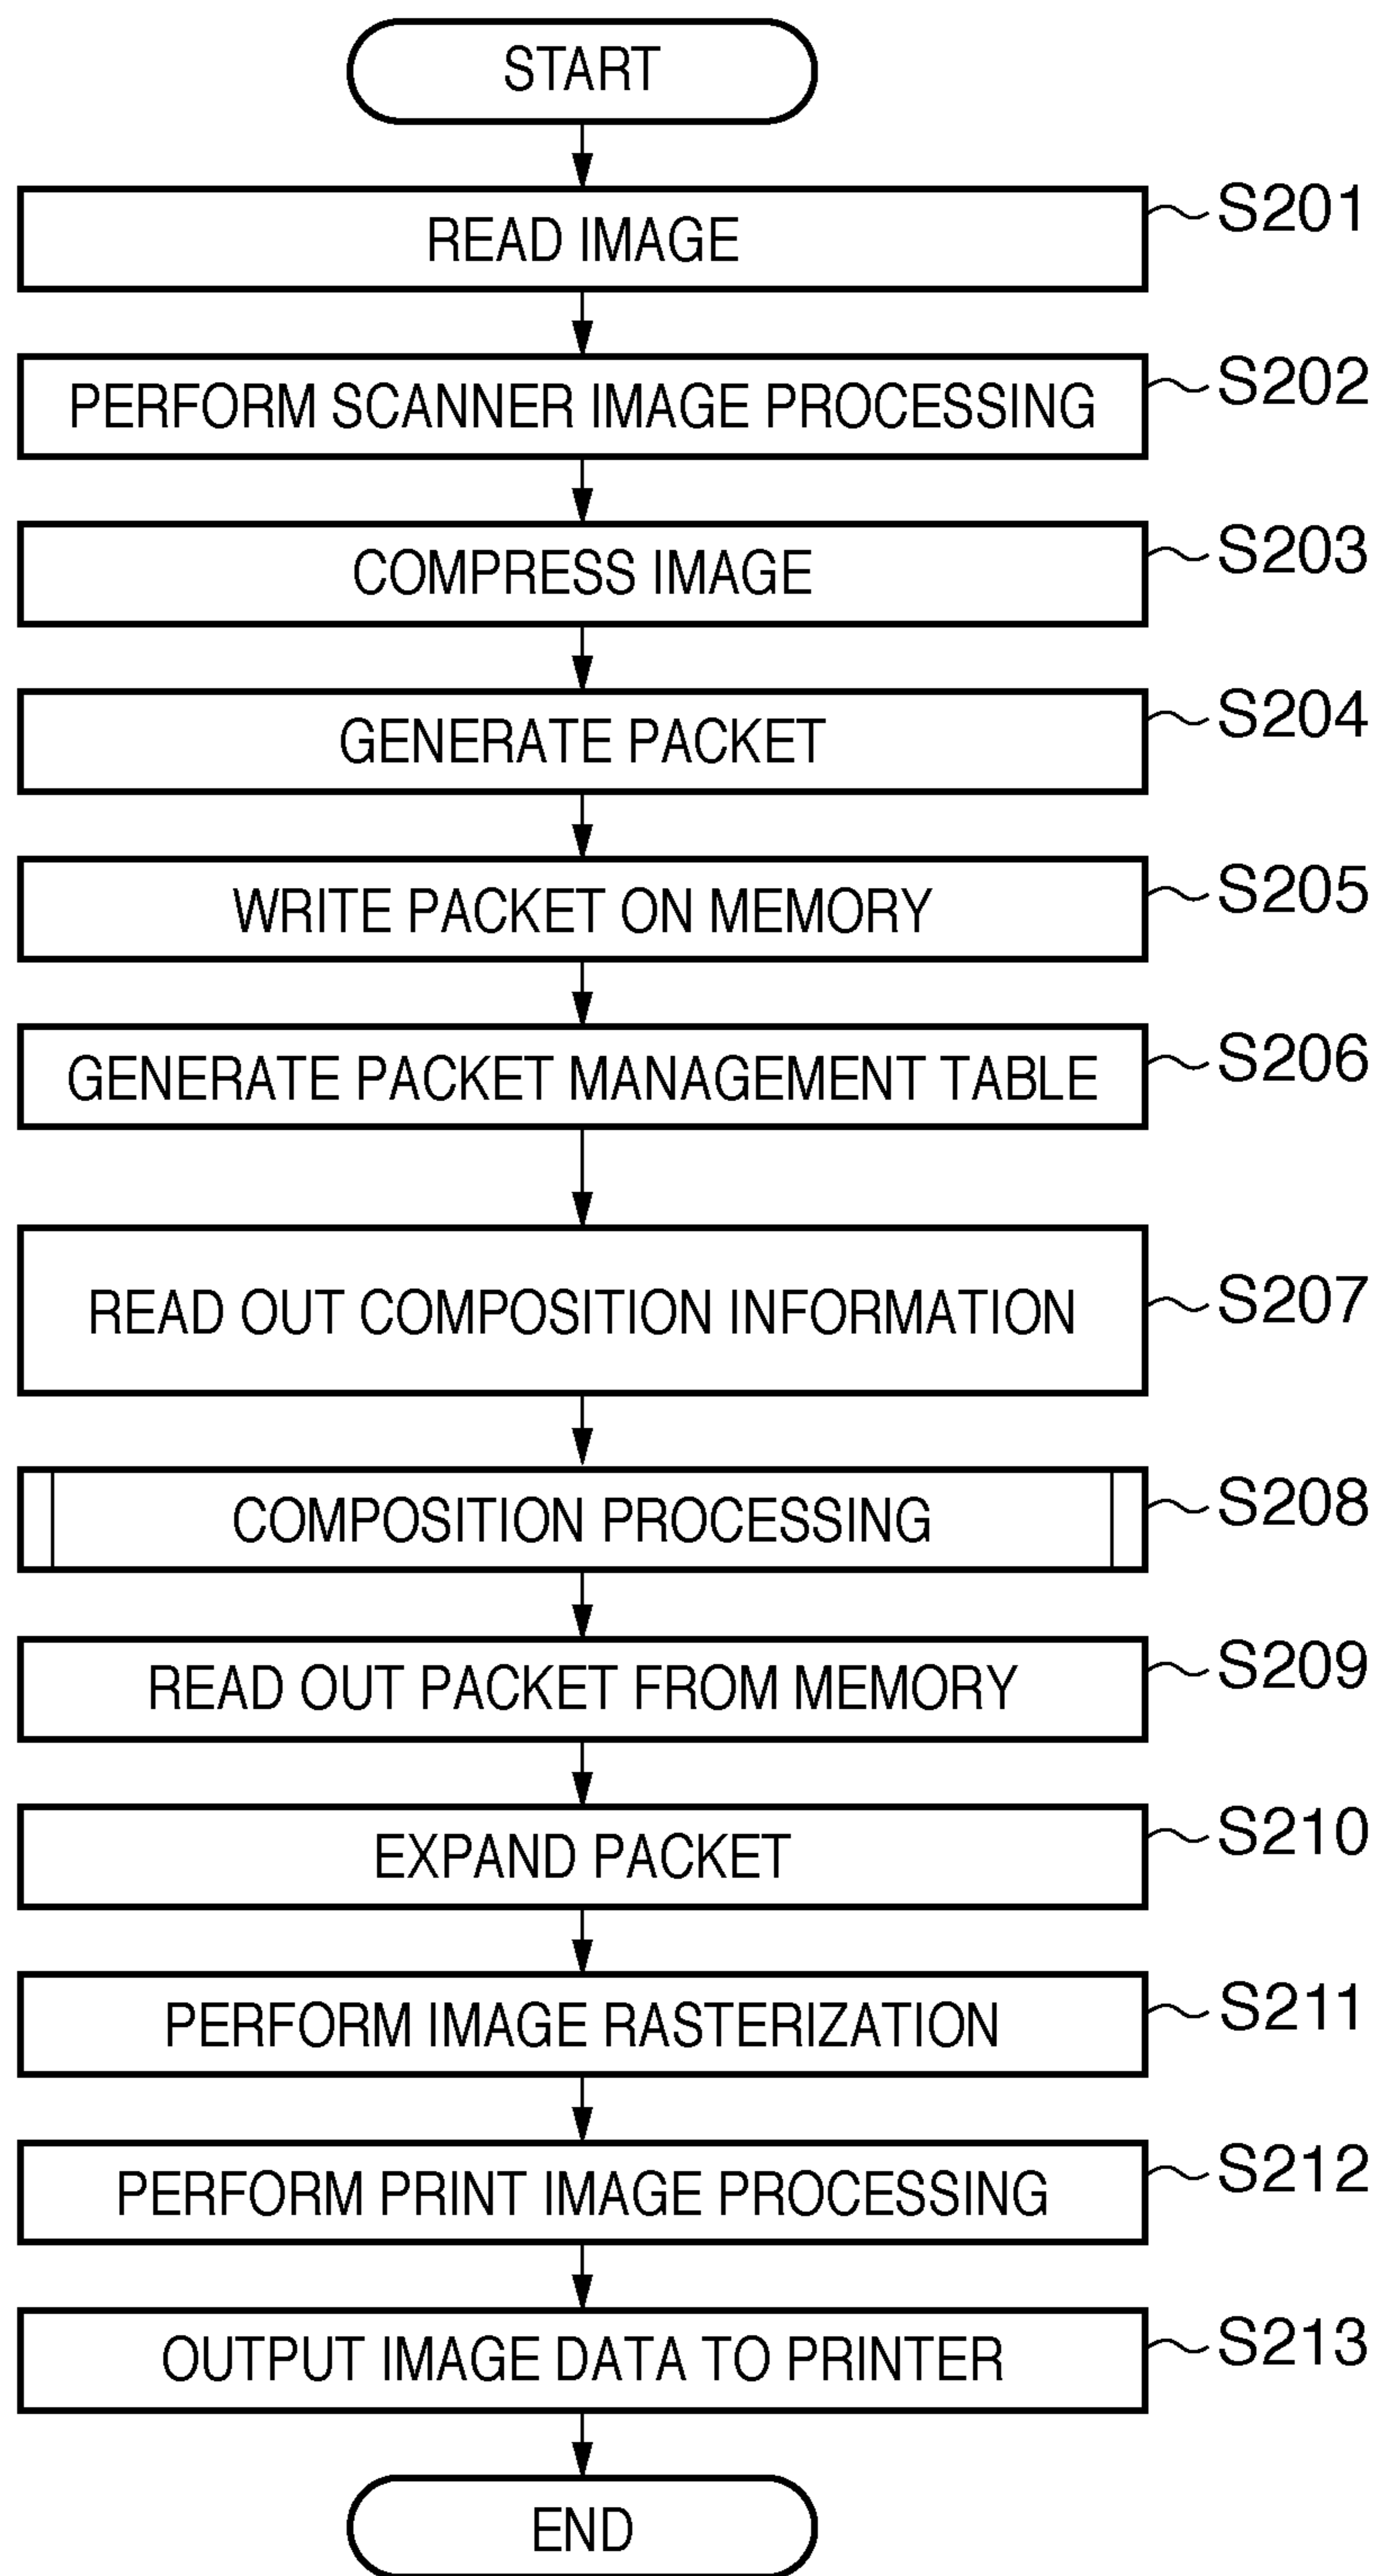 START
READ IMAGE
S201
PERFORM SCANNER IMAGE PROCESSING
S202
COMPRESS IMAGE
S203
GENERATE PACKET
S204
WRITE PACKET ON MEMORY
S205
GENERATE PACKET MANAGEMENT TABLE
S206
READ OUT COMPOSITION INFORMATION
S207
COMPOSITION PROCESSING
S208
READ OUT PACKET FROM MEMORY
S209
EXPAND PACKET
S210
PERFORM IMAGE RASTERIZATION
S211
PERFORM PRINT IMAGE PROCESSING
S212
OUTPUT IMAGE DATA TO PRINTER
S213
END